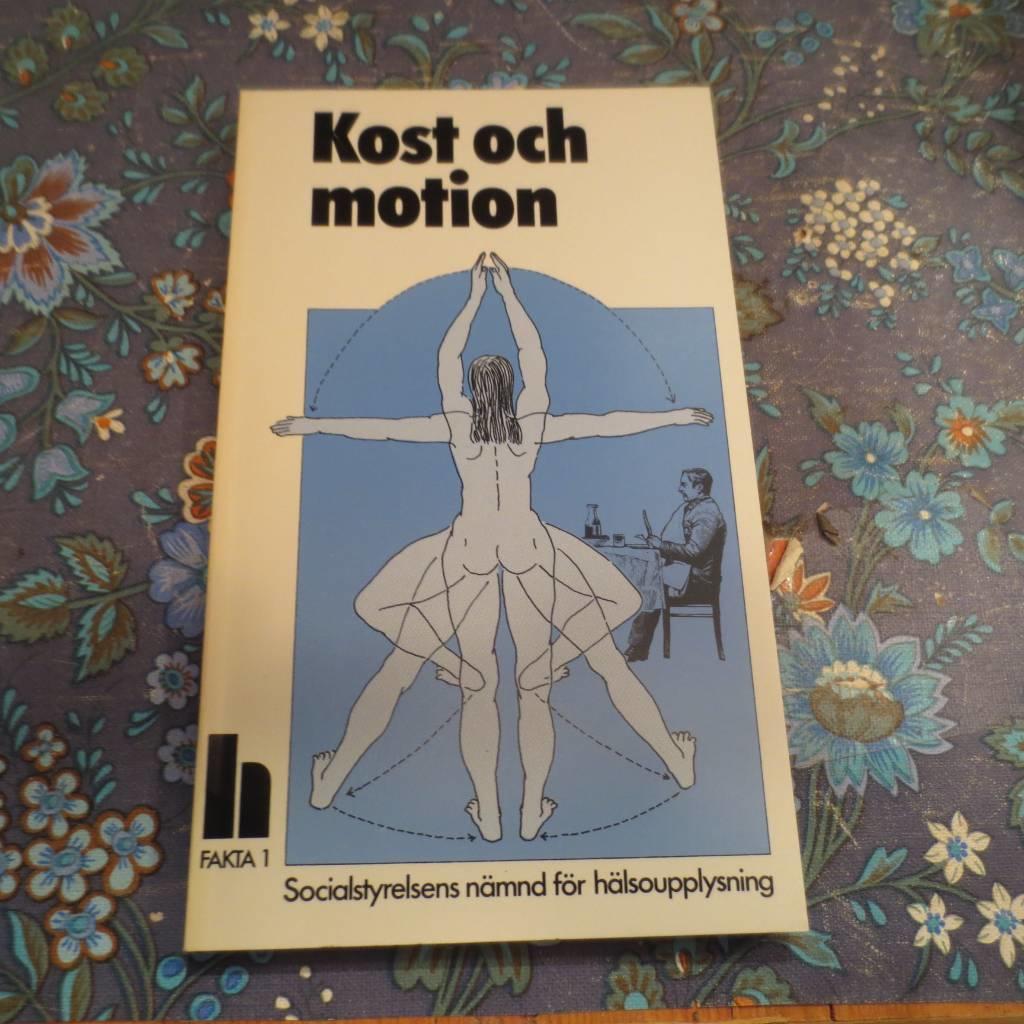 Kost och
motion
h
FAKTA 1
Socialstyrelsens nämnd för hälsoupplysning